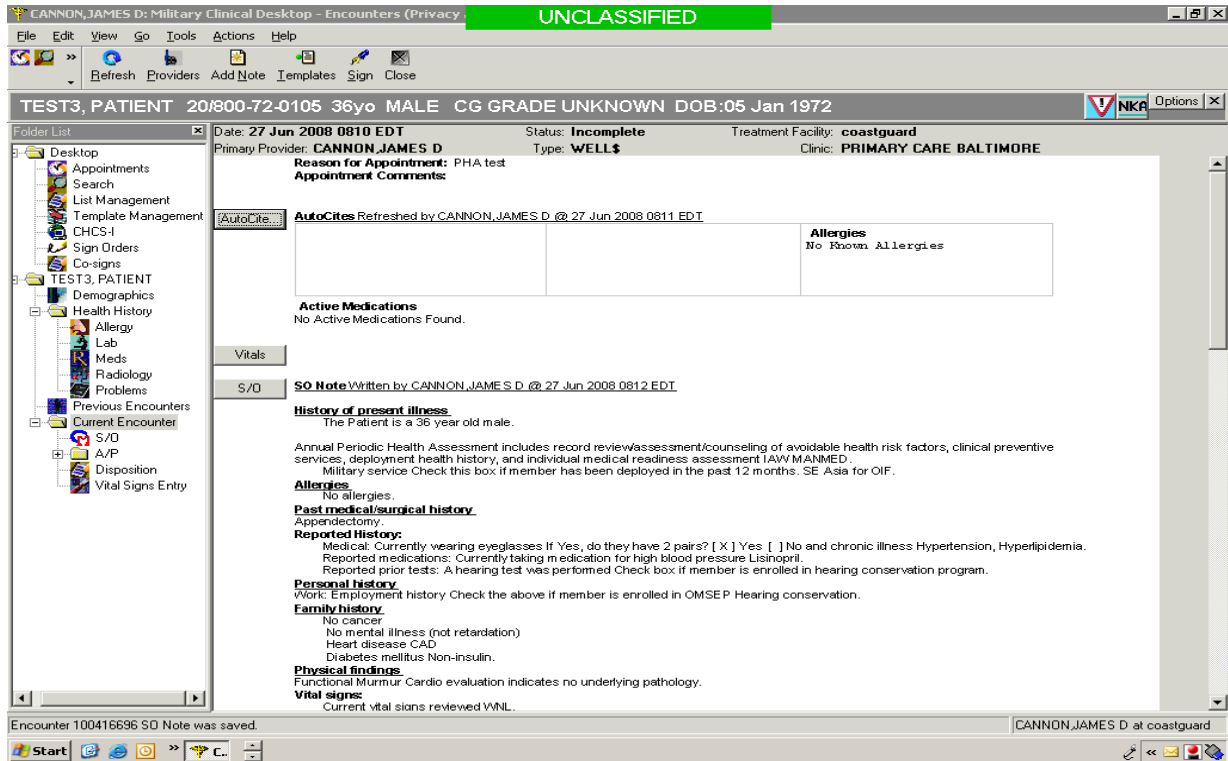 CANNON,JAMES D: Military Clinical Desktop - Encounters (Privacy
UNCLASSIFIED
File Edit View Go Tools Actions Help
Refresh Providers Add Note Templates Sign Close
TEST3, PATIENT 20/800-72-0105 36yo MALE CG GRADE UNKNOWN DOB:05 Jan 1972
NKA
Options
Folder List
Desktop
Appointments
Search
List Management
Template Management
CHCS-I
Sign Orders
Co-signs
TEST3, PATIENT
Demographics
Health History
Allergy
Lab
Meds
Radiology
Problems
Previous Encounters
Current Encounter
S/O
A/P
Disposition
Vital Signs Entry
Date: 27 Jun 2008 0810 EDT Status: Incomplete Treatment Facility: coastguard
Primary Provider: CANNON,JAMES D Type: WELL$ Clinic: PRIMARY CARE BALTIMORE
Reason for Appointment: PHA test
Appointment Comments:
AutoCite...
AutoCites Refreshed by CANNON,JAMES D @ 27 Jun 2008 0811 EDT
Allergies
No Known Allergies
Active Medications
No Active Medications Found.
Vitals
S/O
SO Note Written by CANNON,JAMES D @ 27 Jun 2008 0812 EDT
History of present illness
The Patient is a 36 year old male.
Annual Periodic Health Assessment includes record review/assessment/counseling of avoidable health risk factors, clinical preventive
services, deployment health history, and individual medical readiness assessment IAW MANMED.
Military service Check this box if member has been deployed in the past 12 months. SE Asia for OIF.
Allergies
No allergies.
Past medical/surgical history
Appendectomy.
Reported History:
Medical: Currently wearing eyeglasses If Yes, do they have 2 pairs? [ X ] Yes [ ] No and chronic illness Hypertension, Hyperlipidemia.
Reported medications: Currently taking medication for high blood pressure Lisinopril.
Reported prior tests: A hearing test was performed Check box if member is enrolled in hearing conservation program.
Personal history
Work: Employment history Check the above if member is enrolled in OMSEP Hearing conservation.
Family history
No cancer
No mental illness (not retardation)
Heart disease CAD
Diabetes mellitus Non-insulin.
Physical findings
Functional Murmur Cardio evaluation indicates no underlying pathology.
Vital signs:
Current vital signs reviewed WNL.
Encounter 100416696 SO Note was saved.
CANNON,JAMES D at coastguard
Start
C..